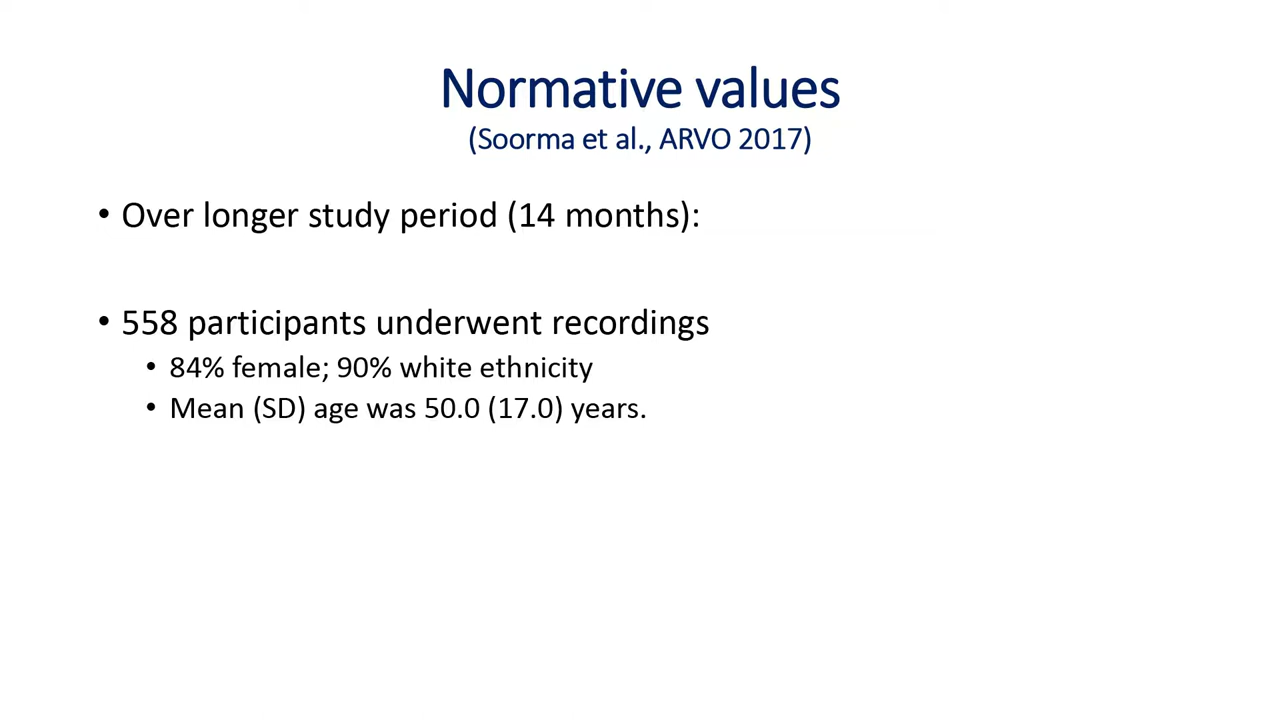 Normative values
(Soorma et al., ARVO 2017)
• Over longer study period (14 months):
• 558 participants underwent recordings
• 84% female; 90% white ethnicity
• Mean (SD) age was 50.0 (17.0) years.